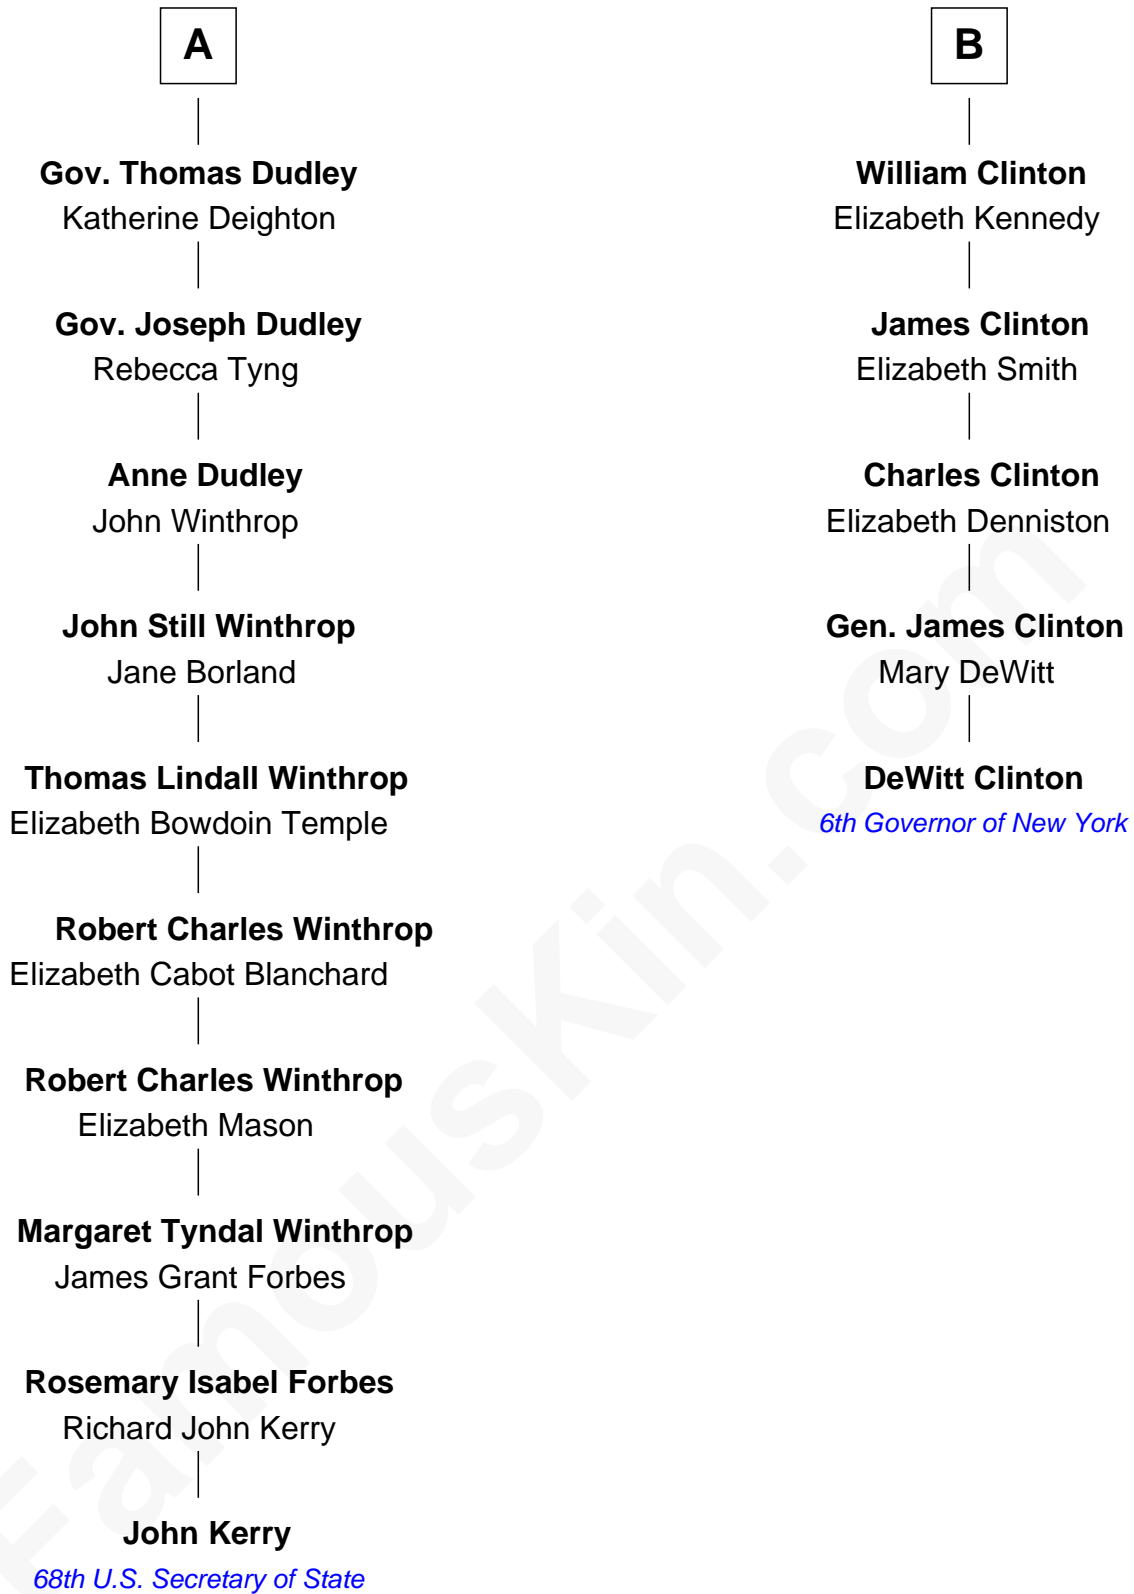 A
Gov. Thomas Dudley
Katherine Deighton
Gov. Joseph Dudley
Rebecca Tyng
Anne Dudley
John Winthrop
John Still Winthrop
Jane Borland
Thomas Lindall Winthrop
Elizabeth Bowdoin Temple
Robert Charles Winthrop
Elizabeth Cabot Blanchard
Robert Charles Winthrop
Elizabeth Mason
Margaret Tyndal Winthrop
James Grant Forbes
Rosemary Isabel Forbes
Richard John Kerry
John Kerry
68th U.S. Secretary of State
B
William Clinton
Elizabeth Kennedy
James Clinton
Elizabeth Smith
Charles Clinton
Elizabeth Denniston
Gen. James Clinton
Mary DeWitt
DeWitt Clinton
6th Governor of New York
FamousKin.com